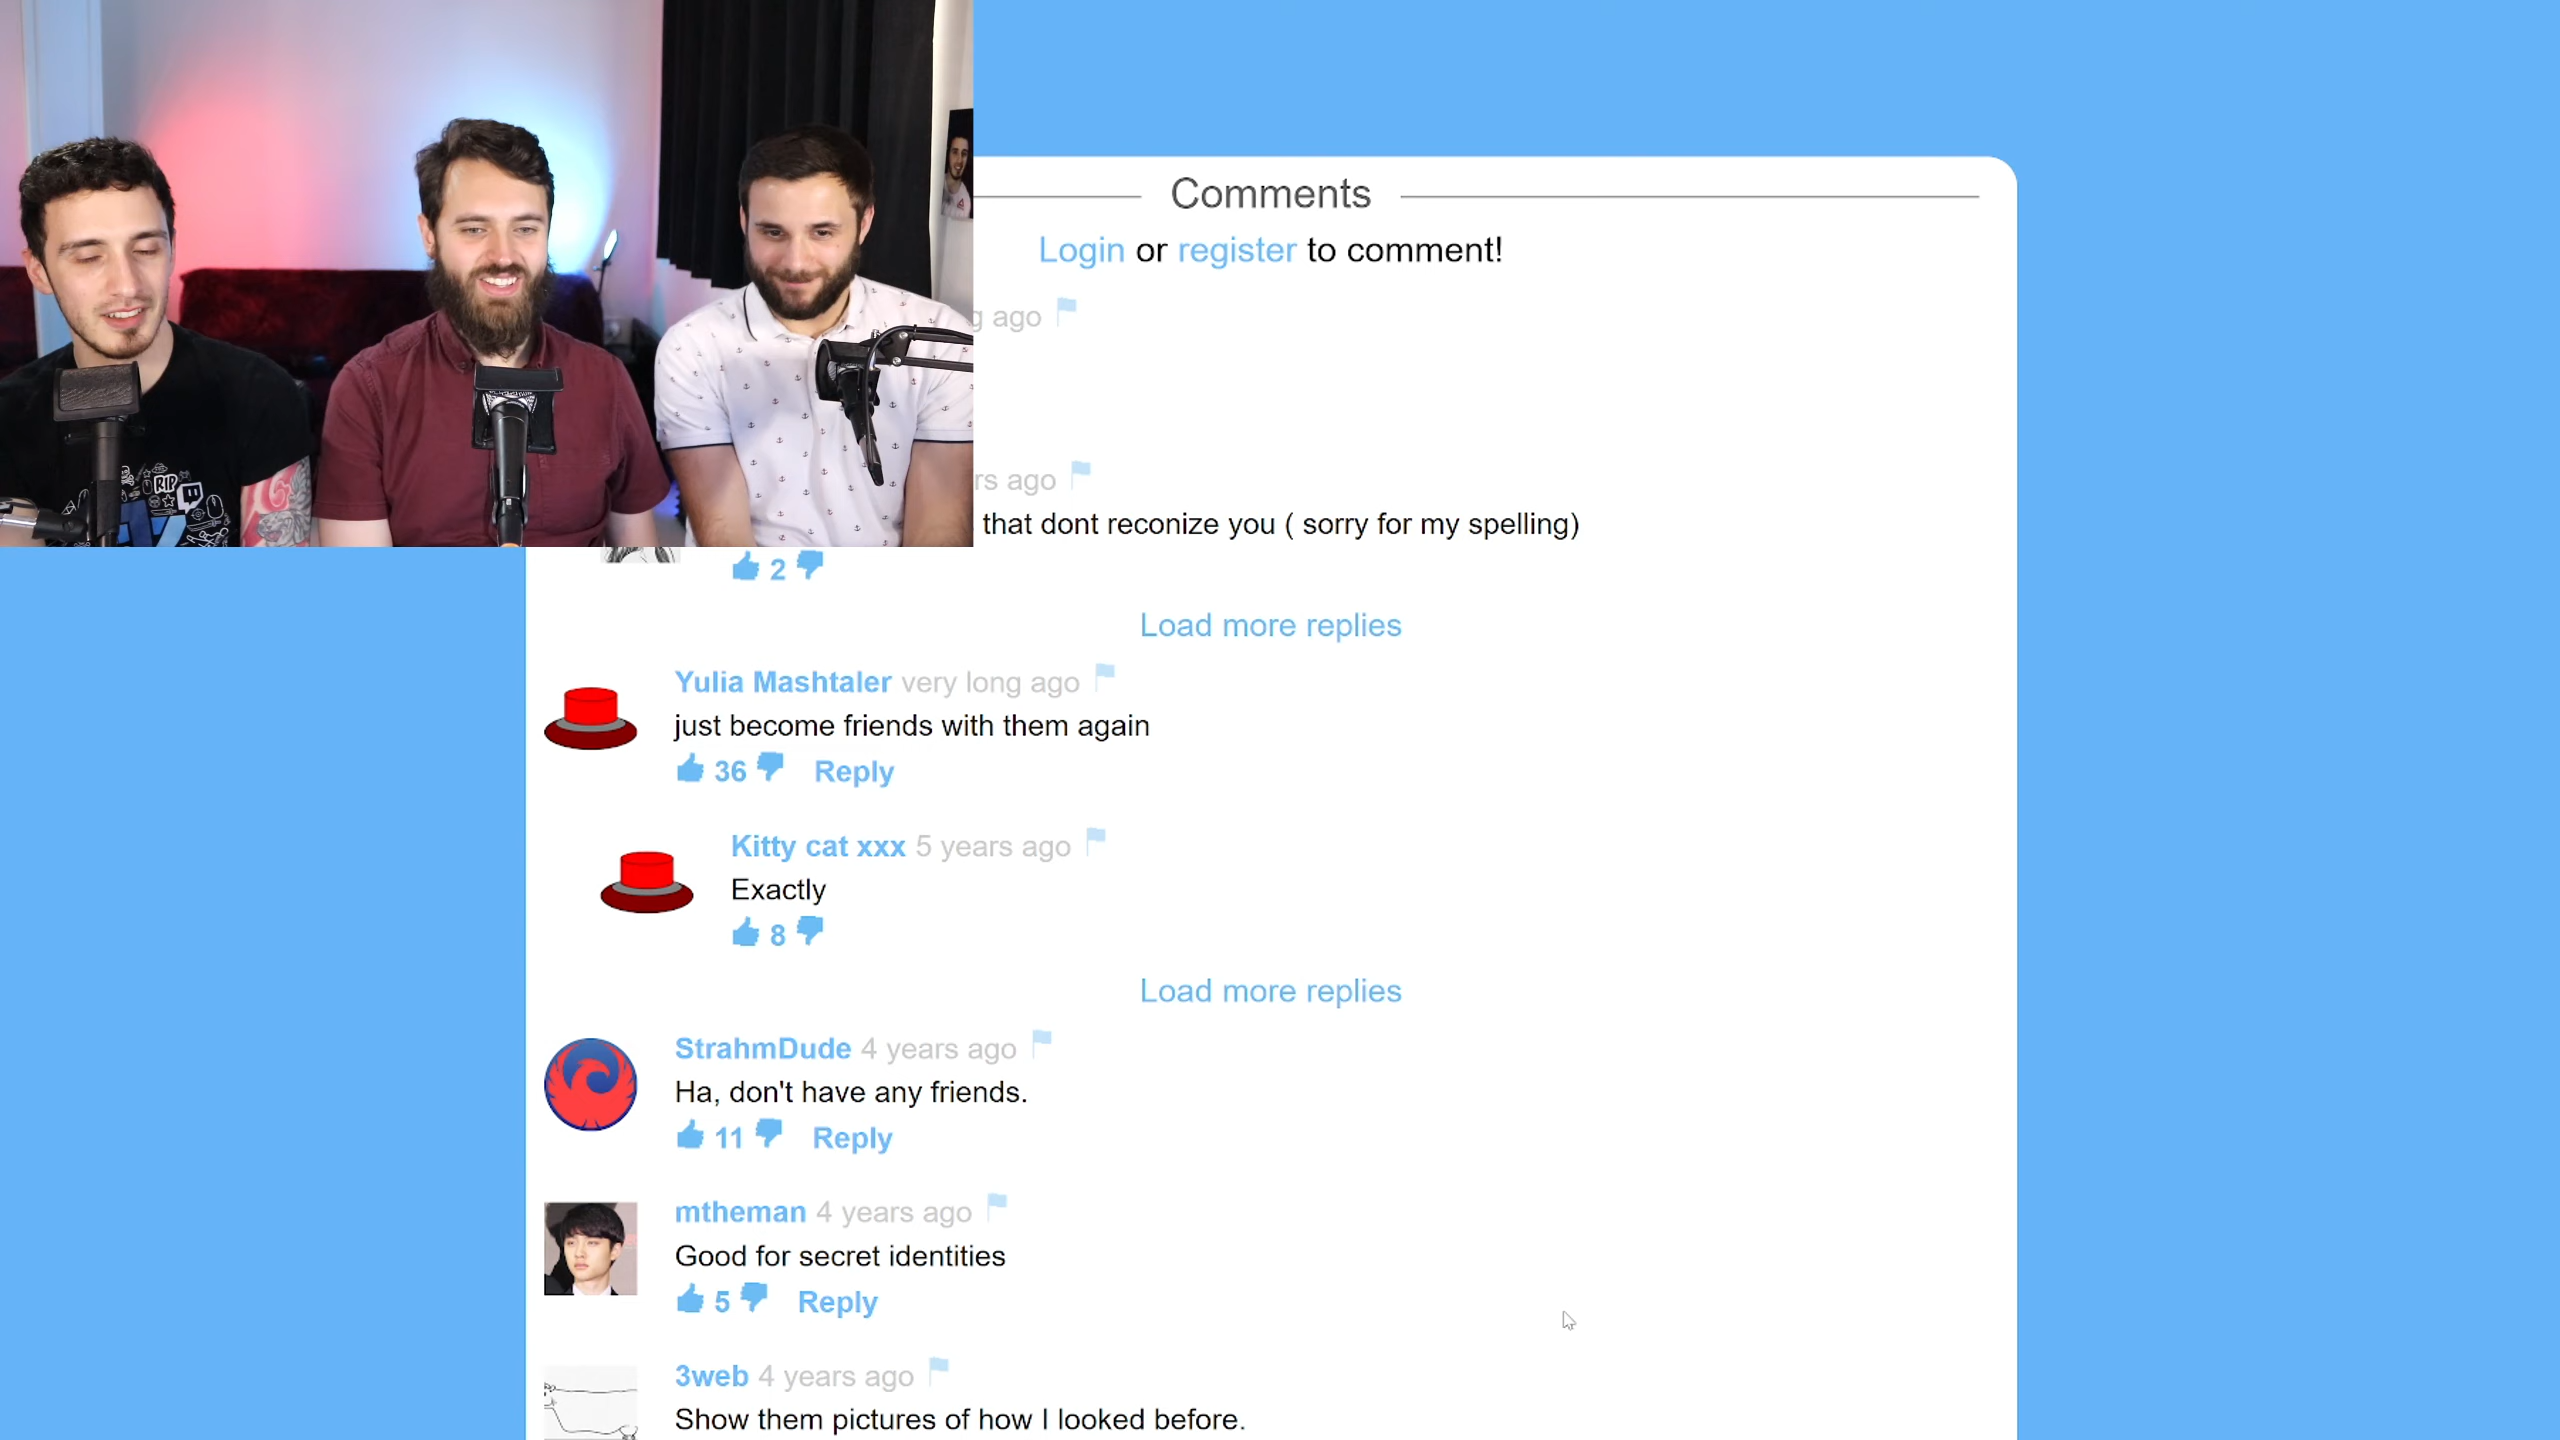 Comments
Login or register to comment!
ago
ago
that dont reconize you ( sorry for my spelling)
2
Load more replies
Yulia Mashtaler very long ago
just become friends with them again
36 Reply
Kitty cat xxx 5 years ago
Exactly
8
Load more replies
StrahmDude 4 years ago
Ha, don't have any friends.
11 Reply
mtheman 4 years ago
Good for secret identities
5 Reply
3web 4 years ago
Show them pictures of how I looked before.
RIP